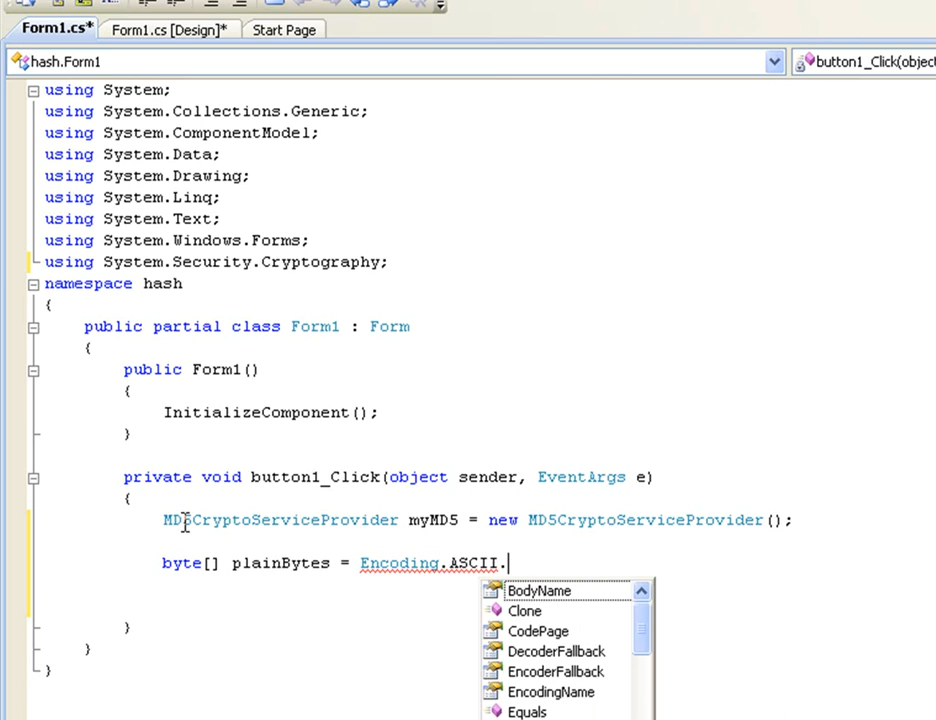 Form1.cs* Form1.cs [Design]* Start Page
hash.Form1 button1_Click(object
using System;
using System.Collections.Generic;
using System.ComponentModel;
using System.Data;
using System.Drawing;
using System.Linq;
using System.Text;
using System.Windows.Forms;
using System.Security.Cryptography;
namespace hash
{
public partial class Form1 : Form
{
public Form1()
{
InitializeComponent();
}
private void button1_Click(object sender, EventArgs e)
{
MD5CryptoServiceProvider myMD5 = new MD5CryptoServiceProvider();
byte[] plainBytes = Encoding.ASCII.
BodyName
Clone
CodePage
DecoderFallback
EncoderFallback
EncodingName
Equals
}
}
}